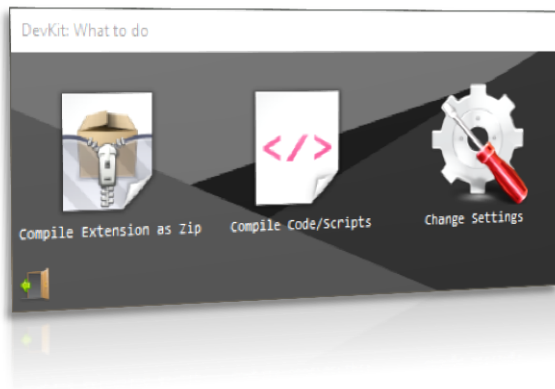 DevKit: What to do
</>
Compile Extension as Zip
Compile Code/Scripts
Change Settings